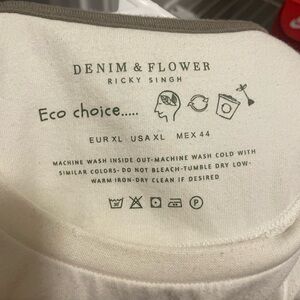 DENIM & FLOWER
RICKY SINGH
Eco choice.....
EUR XL USA XL MEX 44
MACHINE WASH INSIDE OUT-MACHINE WASH COLD WITH
SIMILAR COLORS- DO NOT BLEACH-TUMBLE DRY LOW-
WARM IRON-DRY CLEAN IF DESIRED
P